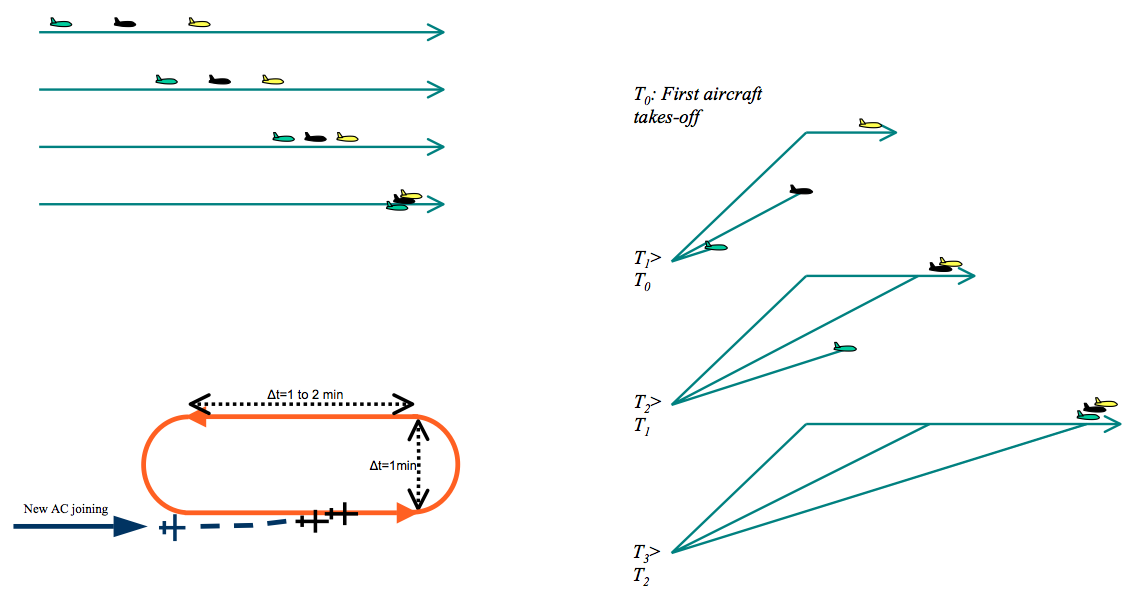 T0: First aircraft
takes-off
T1>
T0
T2>
T1
Δt=1 to 2 min
Δt=1min
New AC joining
T3>
T2